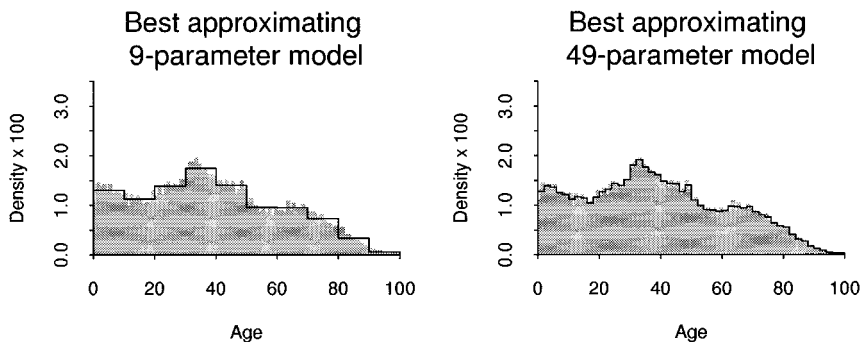 Best approximating
9-parameter model
3.0
2.0
1.0
0.0
Density x 100
0 20 40 60 80 100
Age
Best approximating
49-parameter model
3.0
2.0
1.0
0.0
Density x 100
0 20 40 60 80 100
Age